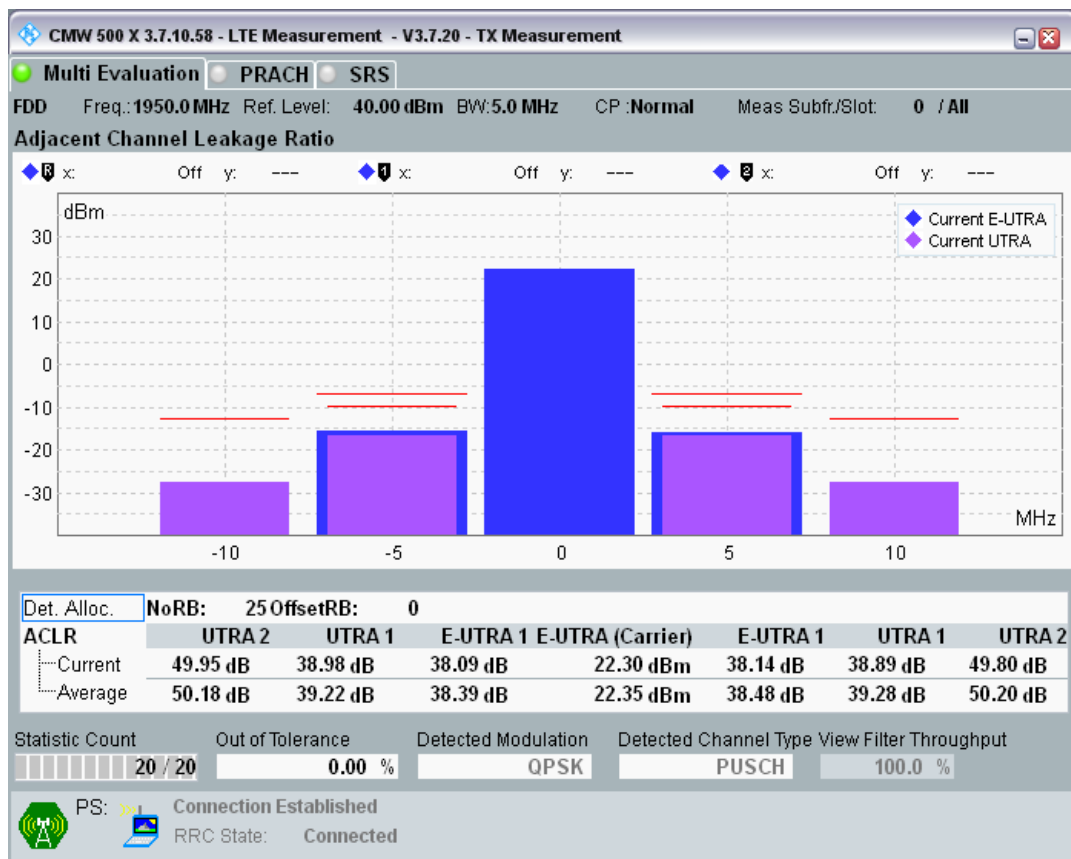 CMW 500 X 3.7.10.58 - LTE Measurement - V3.7.20 - TX Measurement
Multi Evaluation PRACH SRS
FDD Freq.:1950.0 MHz Ref. Level: 40.00 dBm BW:5.0 MHz CP :Normal Meas Subfr./Slot: 0 / All
Adjacent Channel Leakage Ratio
R x: Off y: --- 1 x: Off y: --- 2 x: Off y: ---
dBm
Current E-UTRA
Current UTRA
30
20
10
0
-10
-20
-30
MHz
-10 -5 0 5 10
Det. Alloc. NoRB: 25 OffsetRB: 0
ACLR UTRA 2 UTRA 1 E-UTRA 1 E-UTRA (Carrier) E-UTRA 1 UTRA 1 UTRA 2
Current 49.95 dB 38.98 dB 38.09 dB 22.30 dBm 38.14 dB 38.89 dB 49.80 dB
Average 50.18 dB 39.22 dB 38.39 dB 22.35 dBm 38.48 dB 39.28 dB 50.20 dB
Statistic Count Out of Tolerance Detected Modulation Detected Channel Type View Filter Throughput
20 / 20 0.00 % QPSK PUSCH 100.0 %
PS: Connection Established
RRC State: Connected